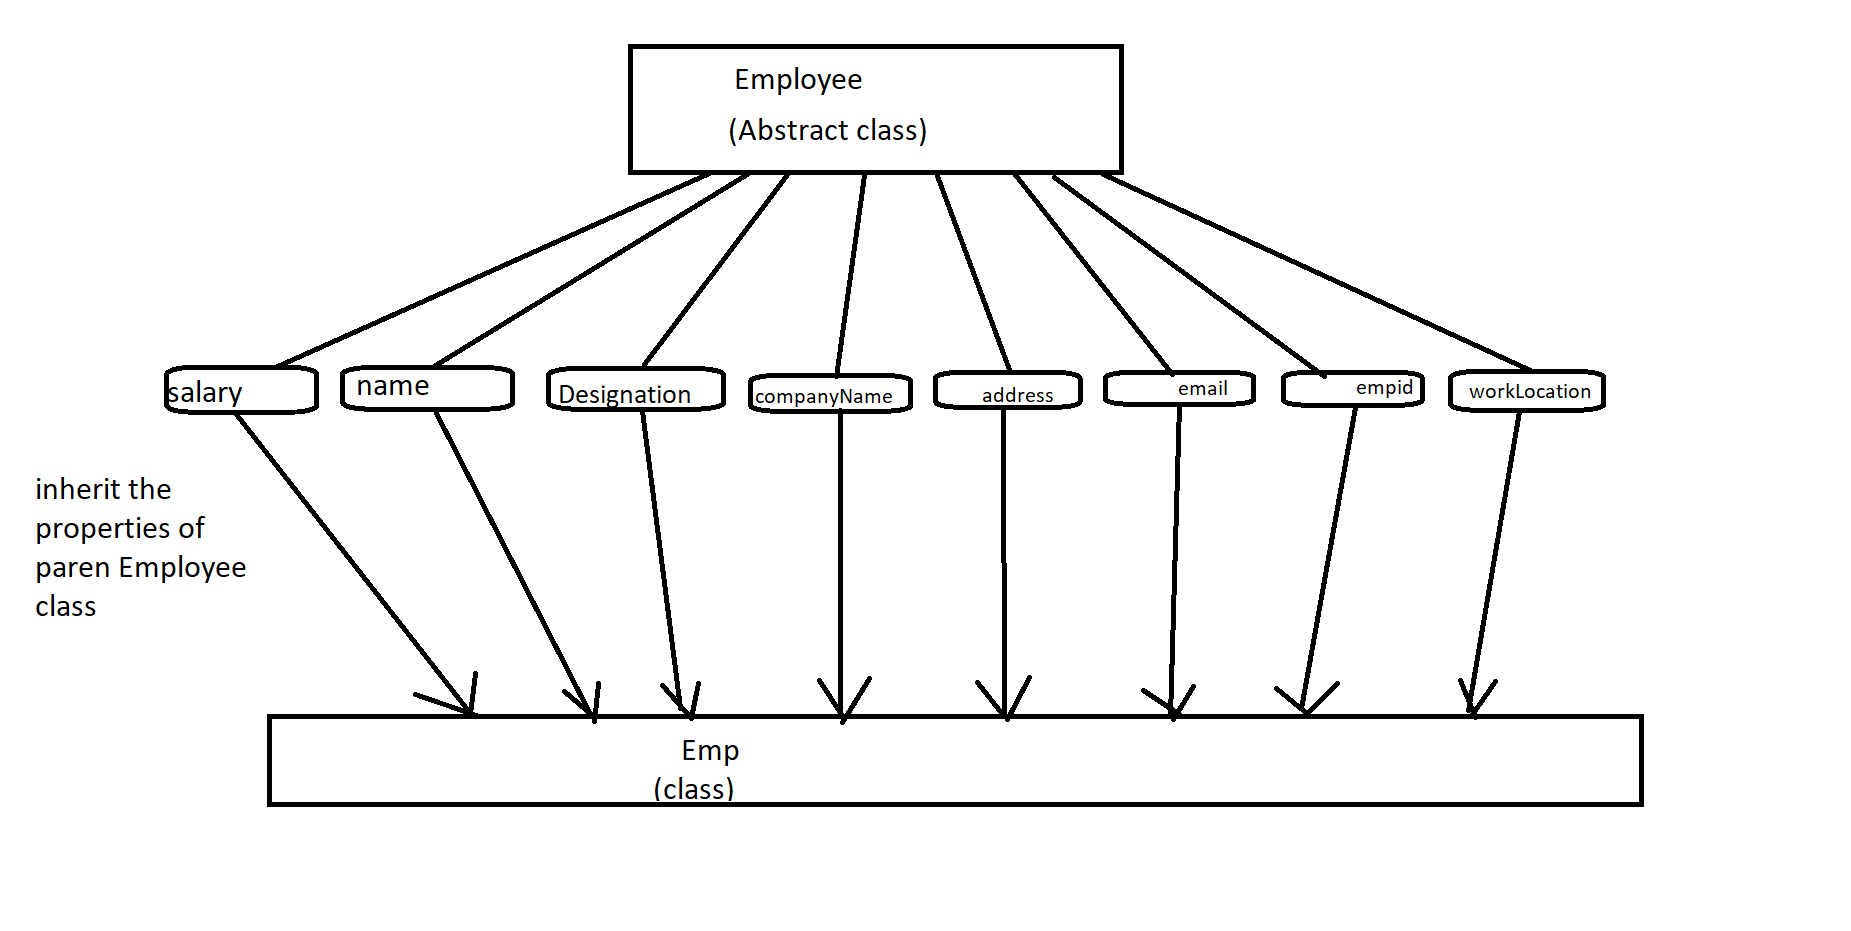 Employee
(Abstract class)
salary
name
Designation
companyName
address
email
empid
workLocation
inherit the
properties of
paren Employee
class
Emp
(class)